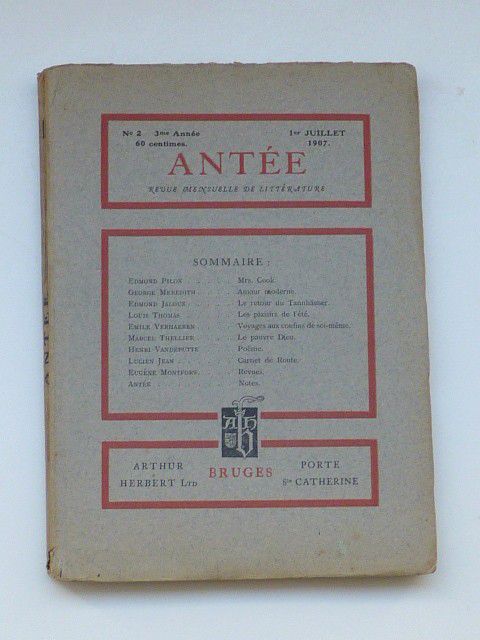 No 2 3me Année 1er JUILLET
60 centimes. 1907.
ANTÉE
REVUE MENSUELLE DE LITTÉRATURE
SOMMAIRE :
EDMOND PILON . . . . . Mrs. Cook.
GEORGE MEREDITH . . . . Amour moderne.
EDMOND JALOUX . . . . Le retour du Tannhäuser.
LOUIS THOMAS . . . . . Les plaisirs de l'été.
EMILE VERHAEREN . . . . Voyages aux confins de soi-même.
MARCEL THELLIER . . . . Le pauvre Dieu.
HENRI VANDEPUTTE . . . . Poème.
LUCIEN JEAN . . . . . . Carnet de Route.
EUGÈNE MONTFORT . . . . Revues.
ANTÉE . . . . . . . . Notes.
A H
ARTHUR HERBERT LTD
BRUGES
PORTE Ste CATHERINE
ANTÉE